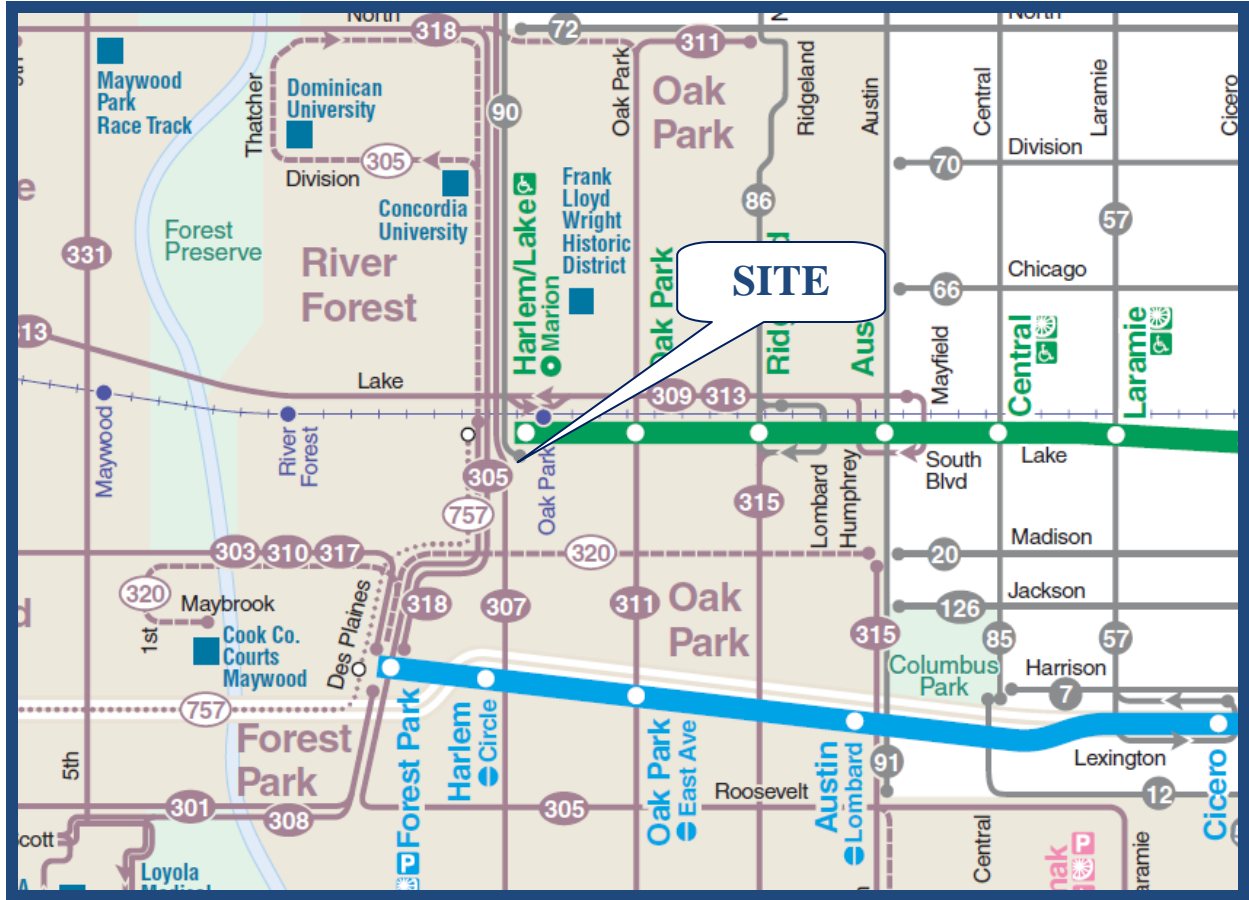 North
318
72
N
North
311
Maywood
Park
Race Track
Thatcher
Dominican
University
90
Oak Park
Oak
Park
Ridgeland
Austin
Central
Laramie
Cicero
305
Division
Division
70
Concordia
University
Frank
Lloyd
Wright
Historic
District
86
57
331
Forest
Preserve
River
Forest
Harlem/Lake
Marion
Oak Park
SITE
Chicago
66
Central
Laramie
Mayfield
Lake
309
313
Maywood
River
Forest
305
757
Oak Park
315
Lombard
Humphrey
South
Blvd
Lake
303
310
317
320
Madison
20
320
Maybrook
1st
Des Plaines
318
307
311
Oak
Park
315
Jackson
126
85
57
Cook Co.
Courts
Maywood
Columbus
Park
Harrison
7
757
Forest
Park
P Forest Park
Harlem
Circle
Oak Park
East Ave
Austin
Lombard
91
Lexington
Cicero
5th
301
308
305
Roosevelt
12
Central
P
Loyola